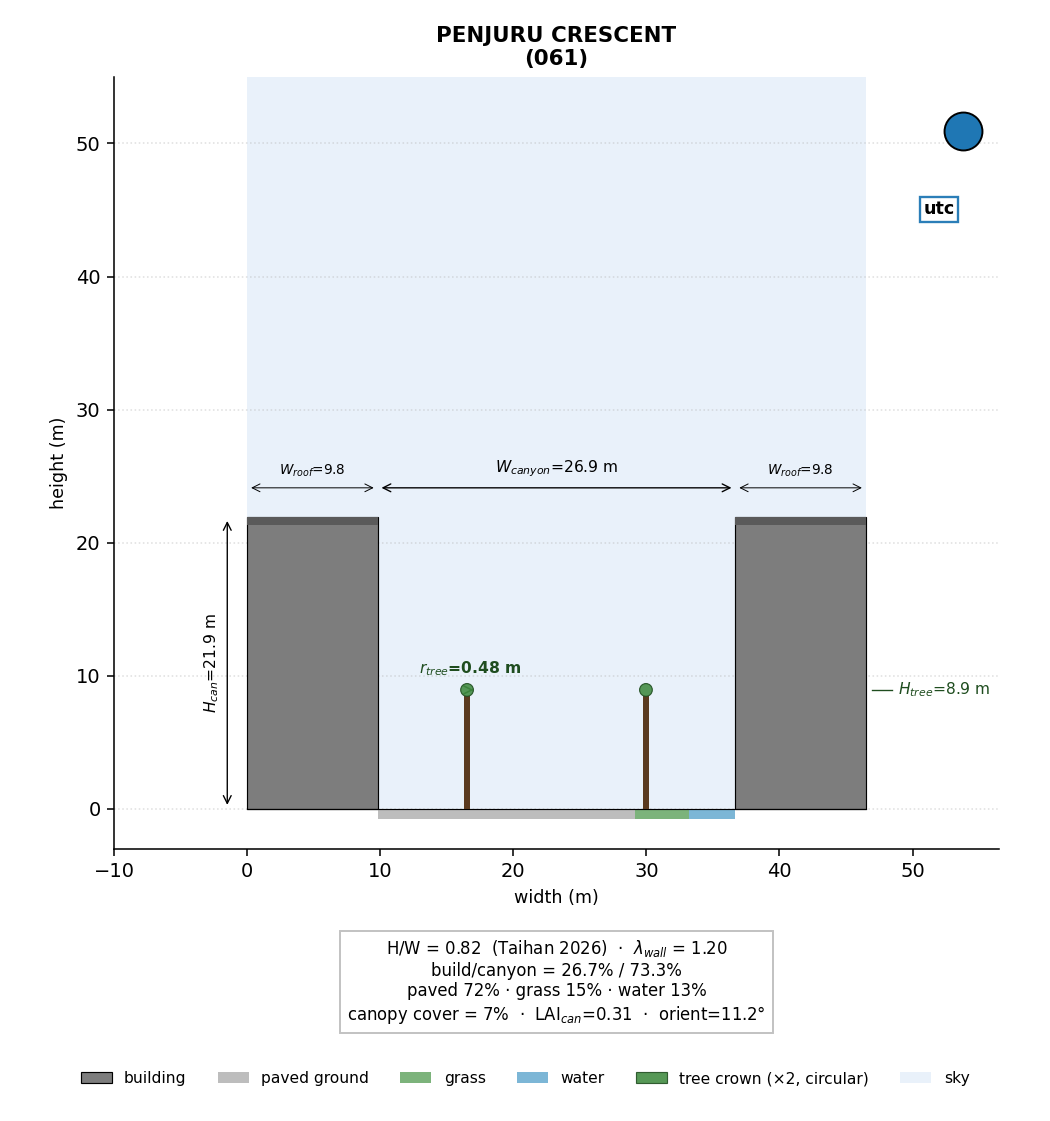 PENJURU CRESCENT
(061)
50
utc
40
30
W_roof=9.8
W_canyon=26.9 m
W_roof=9.8
20
H_can=21.9 m
r_tree=0.48 m
10
H_tree=8.9 m
0
height (m)
−10 0 10 20 30 40 50
width (m)
H/W = 0.82 (Taihan 2026) · λ_wall = 1.20
build/canyon = 26.7% / 73.3%
paved 72% · grass 15% · water 13%
canopy cover = 7% · LAI_can=0.31 · orient=11.2°
building paved ground grass water tree crown (×2, circular) sky